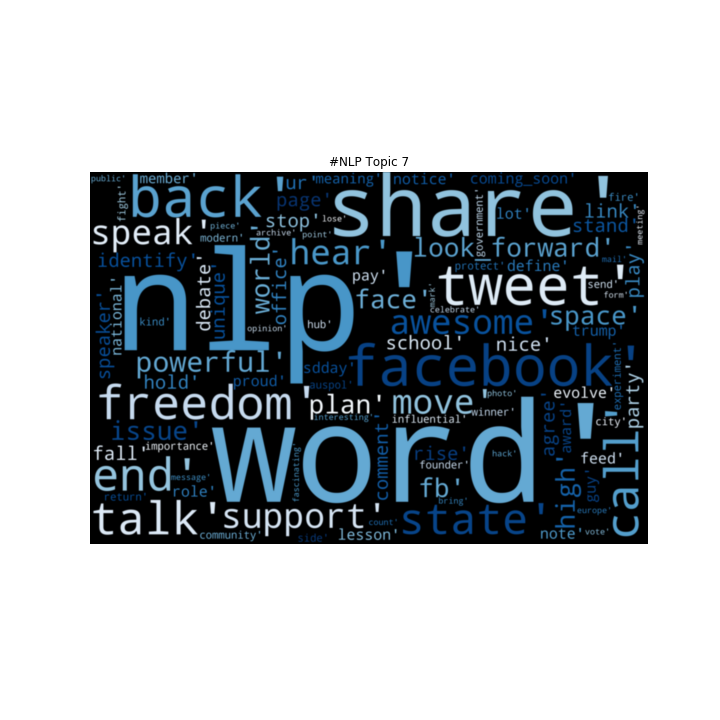 #NLP Topic 7
public'
member'
fight'
back'
'ur'
meaning'
notice'
coming_soon'
share'
fire'
page'
lot'
link'
meeting'
speak'
piece'
modern'
stop'
lose'
archive'
point'
government'
stand
identify'
world'
office'
hear'
look
forward'
play'
mail'
national'
speaker'
nlp'
debate'
unique'
pay'
face'
protect'
define'
tweet'
send'
form'
cmark'
celebrate'
kind'
opinion'
hub'
awesome
'space'
trump'
school'
nice'
powerful'
sdday'
facebook'
experiment'
hold'
proud'
auspol'
freedom'
plan'
interesting'
move
photo'
evolve'
winner'
influential'
city'
party'
issue'
importance'
fall'
word'
comment'
agree
award'
rise'
founder'
hack'
feed'
call'
end'
message'
fascinating'
role'
return'
fb'
bring'
high'
guy'
europe'
talk'
support'
count'
state'
community'
side'
lesson'
note'
vote'